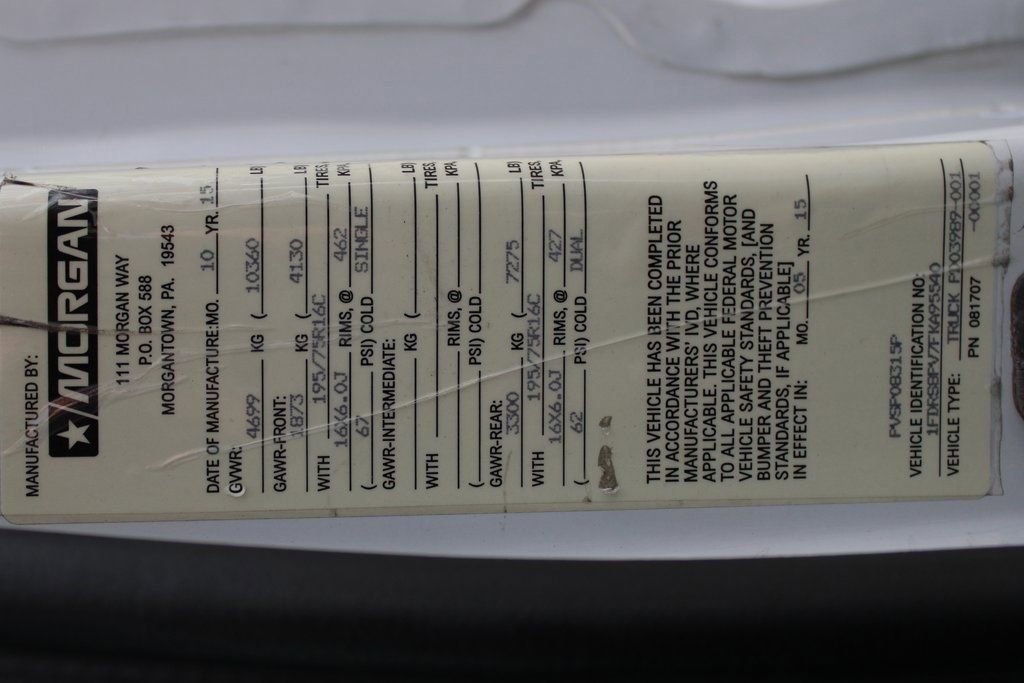 MANUFACTURED BY:
MORGAN
111 MORGAN WAY
P.O. BOX 588
MORGANTOWN, PA. 19543
DATE OF MANUFACTURE:MO. 10 YR. 15
GVWR: 4699 KG ( 10360 LB)
GAWR-FRONT:
1873 KG ( 4130 LB)
WITH 195/75R16C TIRES,
16X6.0J RIMS, @ 462 KPA
( 67 PSI) COLD SINGLE
GAWR-INTERMEDIATE:
KG ( LB)
WITH TIRES,
RIMS, @ KPA
( PSI) COLD
GAWR-REAR:
3300 KG ( 7275 LB)
WITH 195/75R16C TIRES,
16X6.0J RIMS, @ 427 KPA
( 62 PSI) COLD DUAL
THIS VEHICLE HAS BEEN COMPLETED
IN ACCORDANCE WITH THE PRIOR
MANUFACTURERS' IVD, WHERE
APPLICABLE. THIS VEHICLE CONFORMS
TO ALL APPLICABLE FEDERAL MOTOR
VEHICLE SAFETY STANDARDS, [AND
BUMPER AND THEFT PREVENTION
STANDARDS, IF APPLICABLE]
IN EFFECT IN: MO. 05 YR. 15
PVSP08315P
VEHICLE IDENTIFICATION NO:
1FDRS8PV7FKA95540
VEHICLE TYPE: TRUCK P1003989-001
PN 081707 -00001